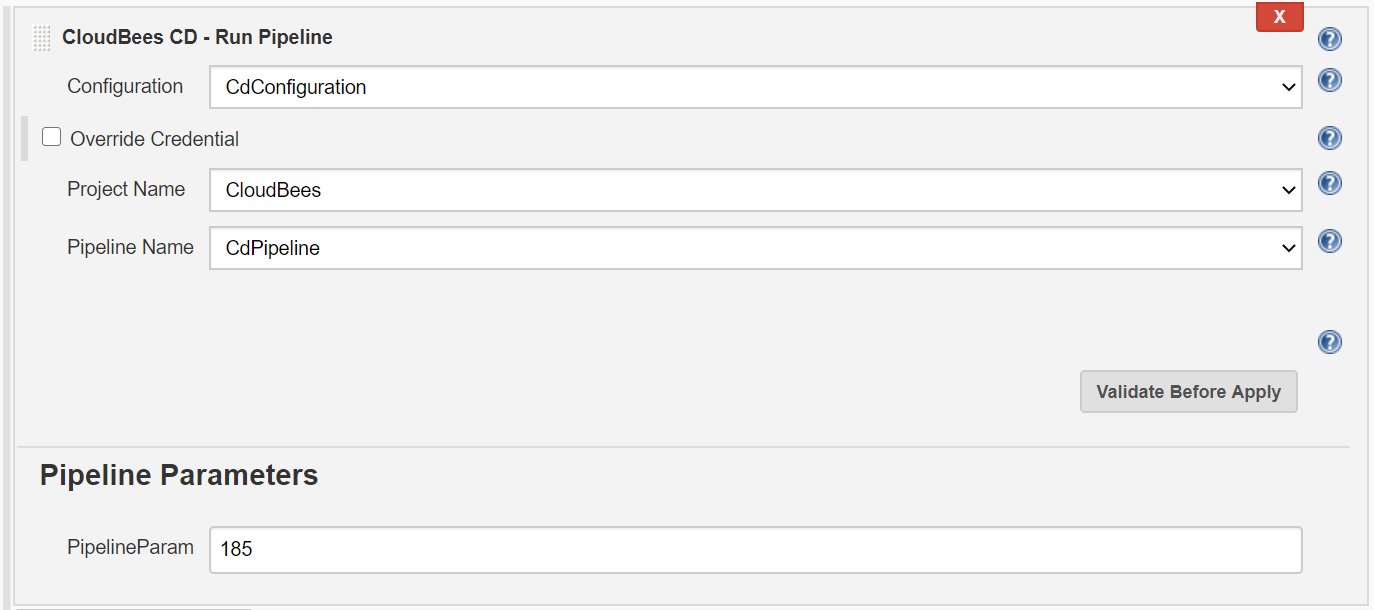 X
CloudBees CD - Run Pipeline
?
Configuration CdConfiguration ?
Override Credential ?
Project Name CloudBees ?
Pipeline Name CdPipeline ?
?
Validate Before Apply
Pipeline Parameters
PipelineParam 185